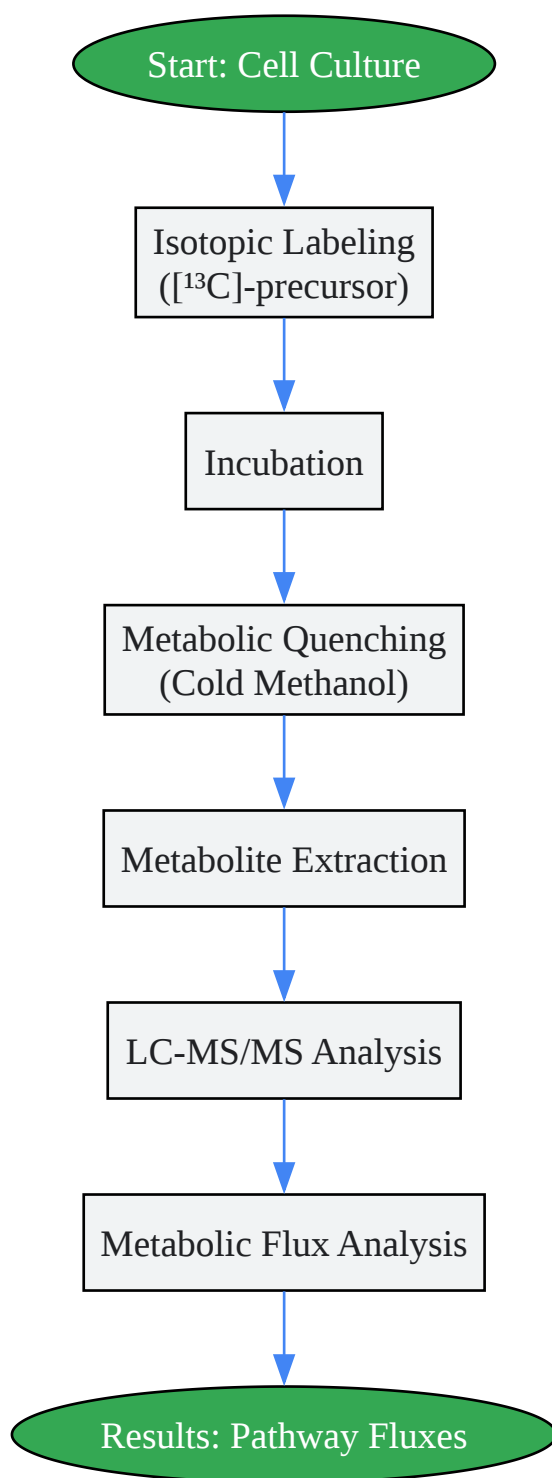 Start: Cell Culture
Isotopic Labeling
([¹³C]-precursor)
Incubation
Metabolic Quenching
(Cold Methanol)
Metabolite Extraction
LC-MS/MS Analysis
Metabolic Flux Analysis
Results: Pathway Fluxes